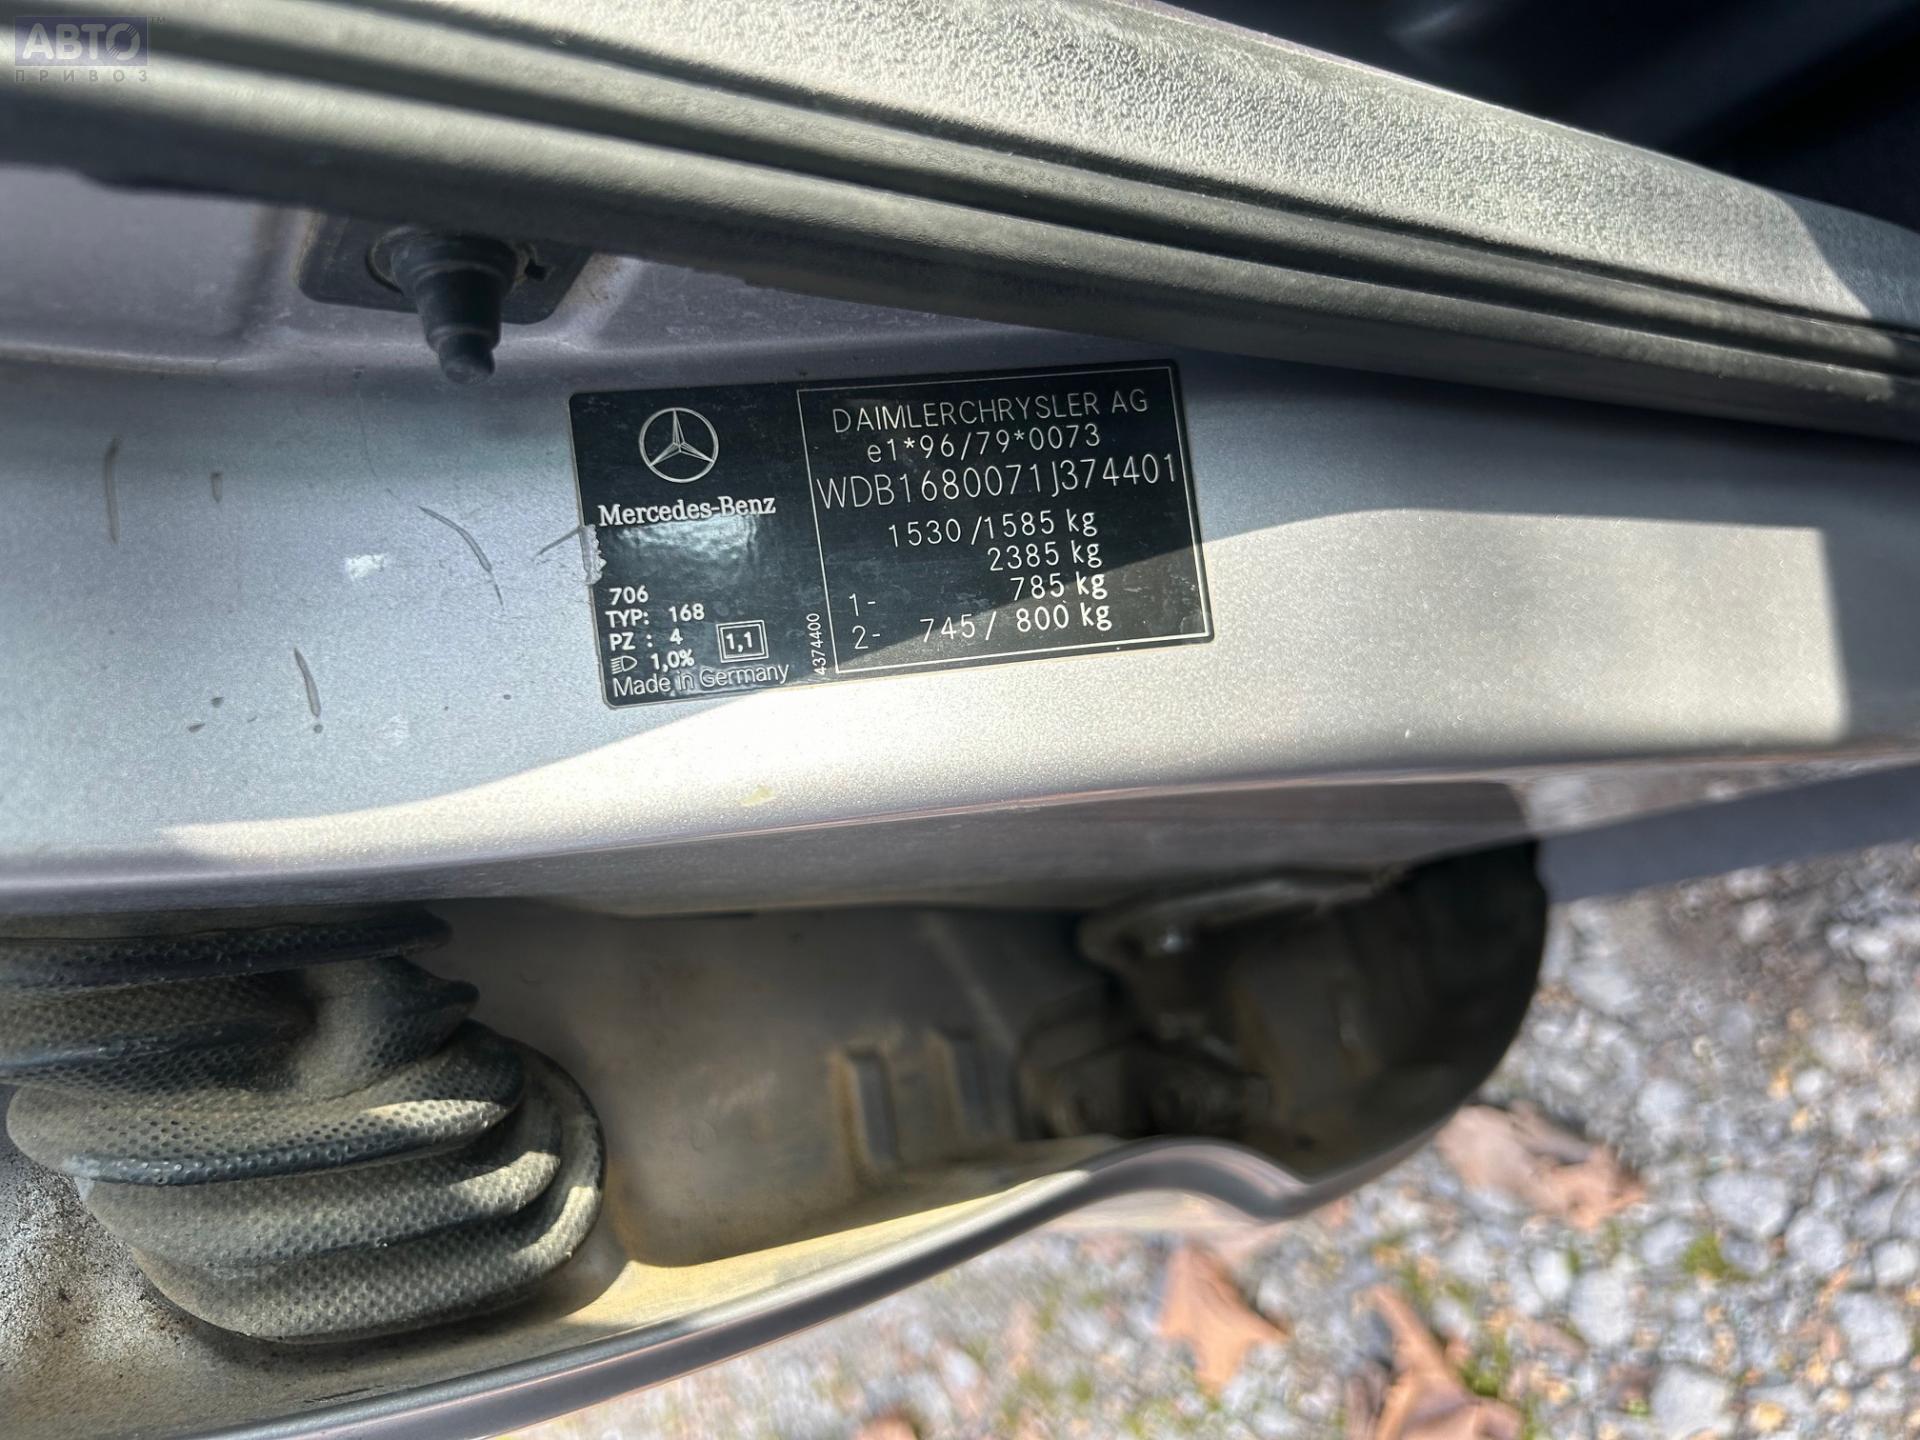 АВТО™
ПРИВОЗ
Mercedes-Benz
706
TYP: 168
PZ : 4
1,0%
1,1
Made in Germany
4374400
DAIMLERCHRYSLER AG
e1*96/79*0073
WDB1680071J374401
1530/1585 kg
2385 kg
1- 785 kg
2- 745/ 800 kg